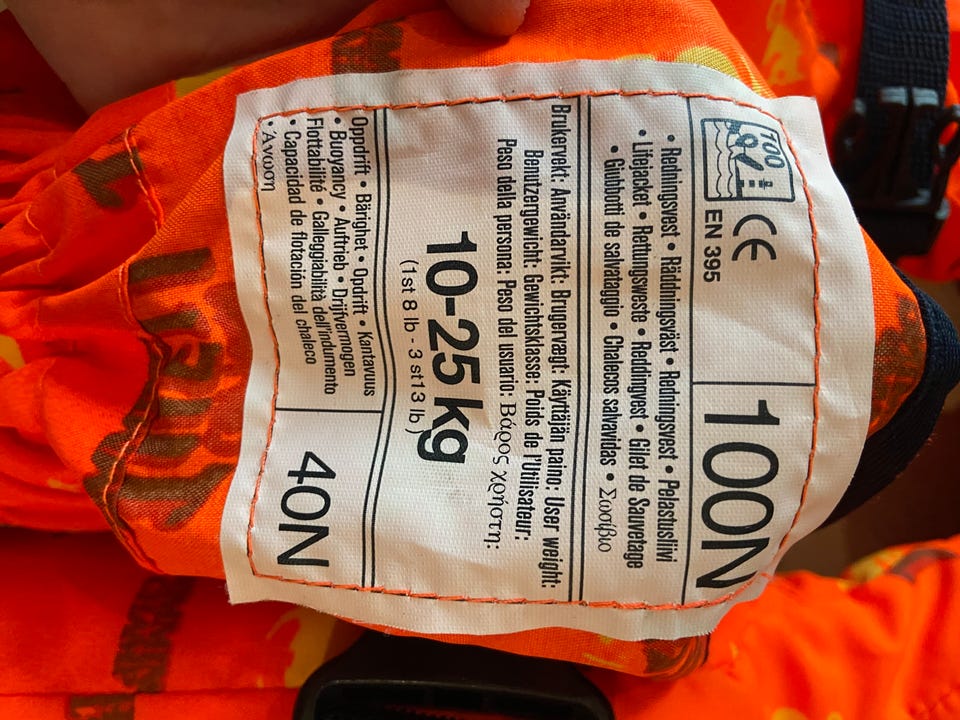 100
CE
EN 395
100N
• Redningsvest • Räddningsväst • Redningsvest • Pelastusliivi
• Lifejacket • Rettungsweste • Reddingvest • Gilet de Sauvetage
• Giubbotti de salvataggio • Chalecos salvavidas • Σωσίβιο
Brukervekt: Användarvikt: Brugervægt: Käyttäjän paino: User weight:
Benutzergewicht: Gewichtsklasse: Poids de l'Utilisateur:
Peso della persona: Peso del usuario: Βάρος χρήστη:
10-25 kg
(1st 8 lb - 3 st13 lb)
Oppdrift • Bärighet • Opdrift • Kantavuus
• Buoyancy • Auftrieb • Drijfvermogen
Flottabilité • Galleggiabilità dell'indumento
• Capacidad de flotación del chaleco
• Άνωση
40N